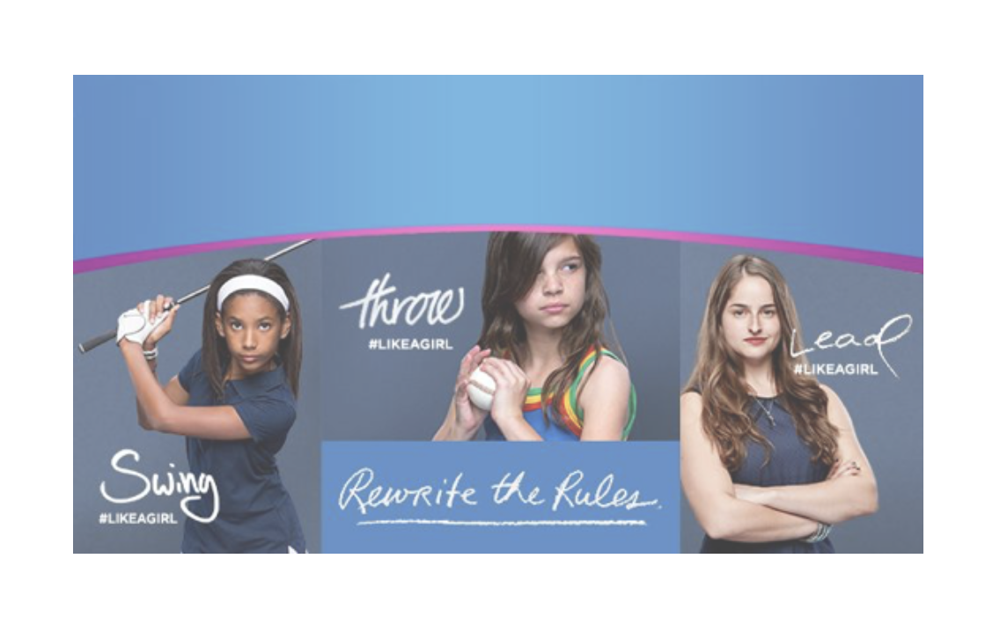 throw
#LIKEAGIRL
Lead
#LIKEAGIRL
Swing
#LIKEAGIRL
Rewrite the Rules.